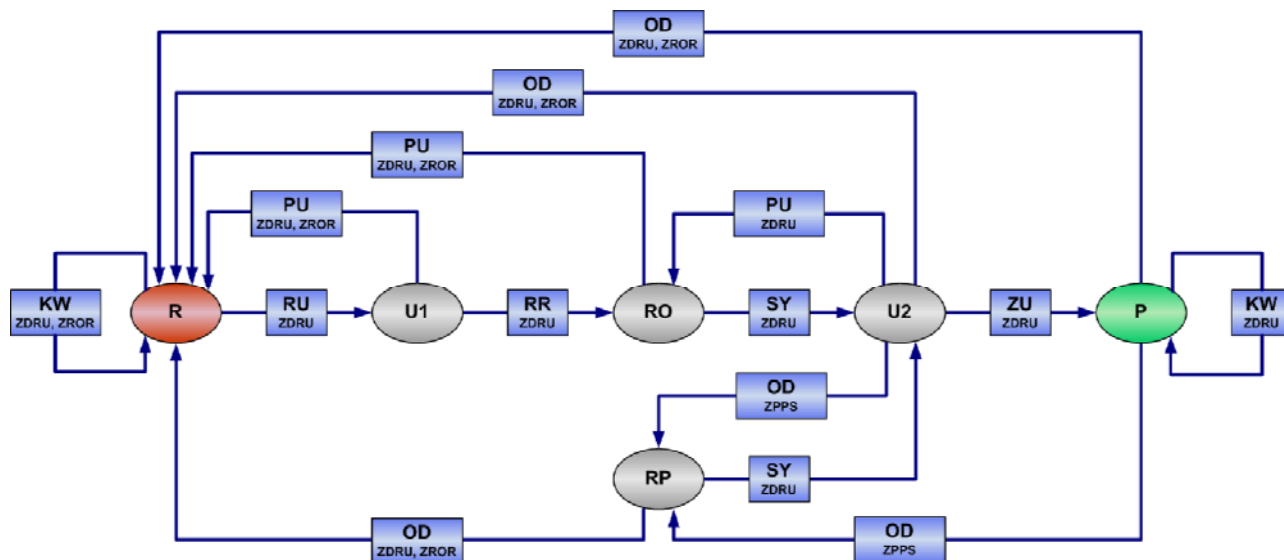 OD
ZDRU, ZROR
OD
ZDRU, ZROR
PU
ZDRU, ZROR
PU
ZDRU, ZROR
PU
ZDRU
KW
ZDRU, ZROR
R
RU
ZDRU
U1
RR
ZDRU
RO
SY
ZDRU
U2
ZU
ZDRU
P
KW
ZDRU
OD
ZPPS
RP
SY
ZDRU
OD
ZDRU, ZROR
OD
ZPPS